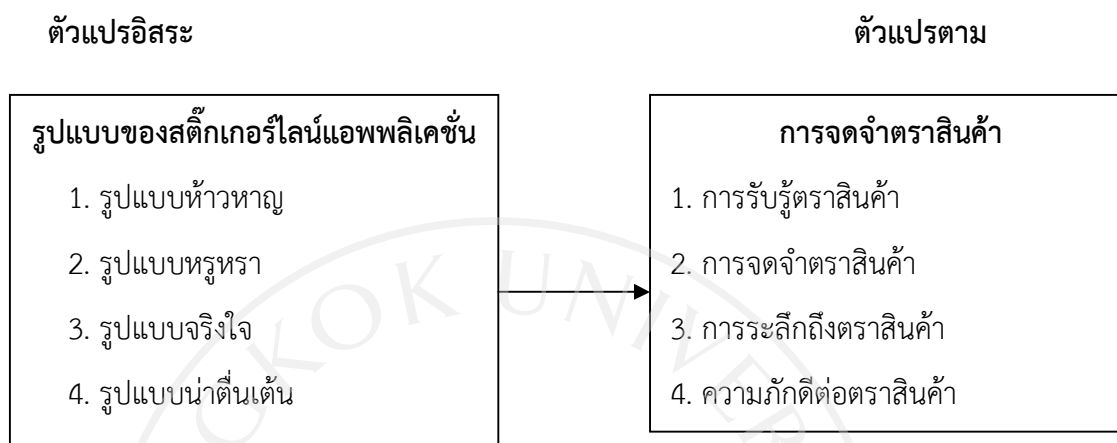 ตัวแปรอิสระ
ตัวแปรตาม
รูปแบบของสติ๊กเกอร์ไลน์แอพพลิเคชั่น
1. รูปแบบห้าวหาญ
2. รูปแบบหรูหรา
3. รูปแบบจริงใจ
4. รูปแบบน่าตื่นเต้น
การจดจำตราสินค้า
1. การรับรู้ตราสินค้า
2. การจดจำตราสินค้า
3. การระลึกถึงตราสินค้า
4. ความภักดีต่อตราสินค้า
OKOK UNIVER